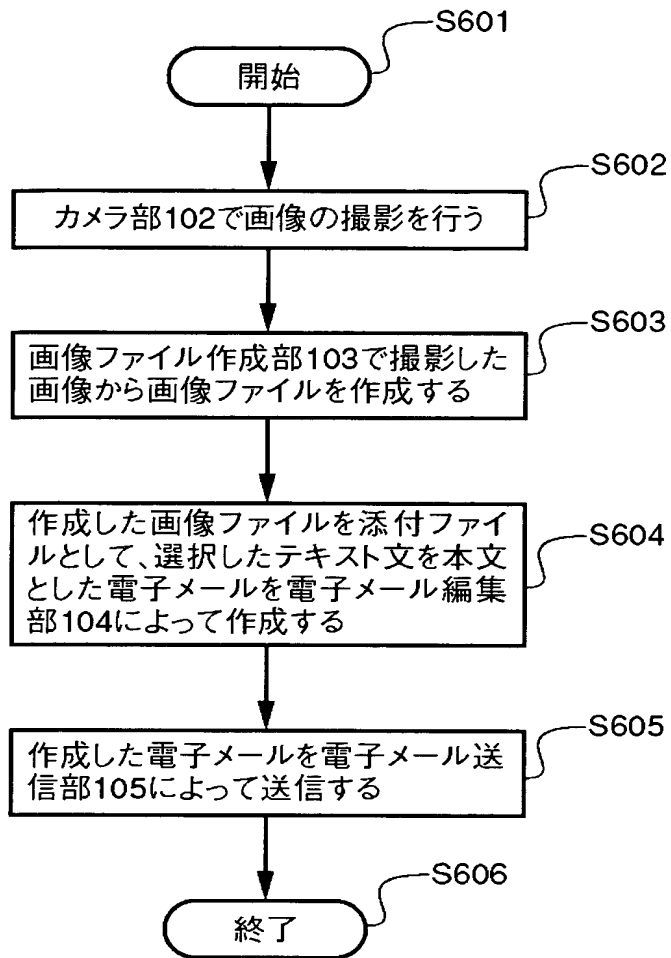 S601
開始
S602
カメラ部102で画像の撮影を行う
S603
画像ファイル作成部103で撮影した
画像から画像ファイルを作成する
S604
作成した画像ファイルを添付ファ
イルとして、選択したテキスト文を本文
とした電子メールを電子メール編集
部104によって作成する
S605
作成した電子メールを電子メール送
信部105によって送信する
S606
終了